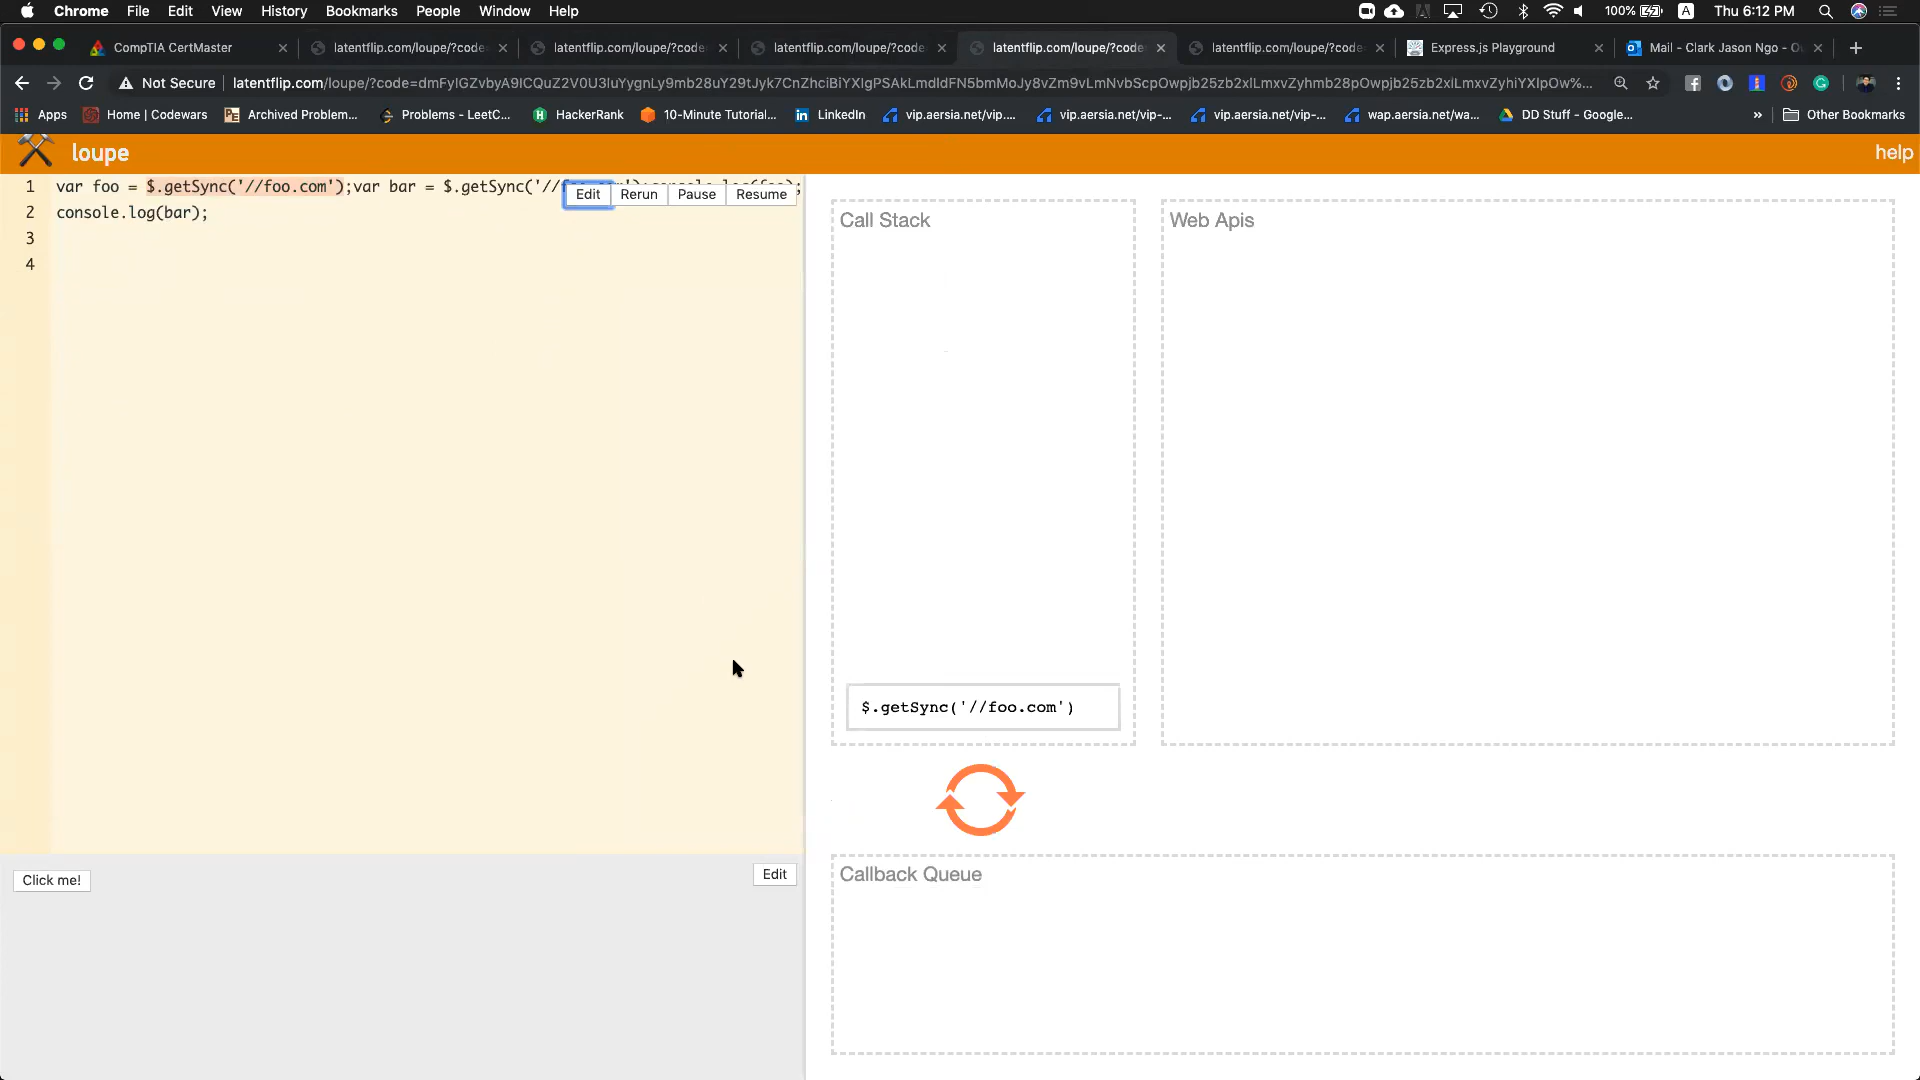 Chrome File Edit View History Bookmarks People Window Help 100% A Thu 6:12 PM
CompTIA CertMaster latentflip.com/loupe/?code= latentflip.com/loupe/?code= latentflip.com/loupe/?code= latentflip.com/loupe/?code= latentflip.com/loupe/?code= Express.js Playground Mail - Clark Jason Ngo - O
Not Secure latentflip.com/loupe/?code=
Apps Home | Codewars Archived Problem... Problems - LeetC... HackerRank 10-Minute Tutorial... LinkedIn vip.aersia.net/vip.... vip.aersia.net/vip-... vip.aersia.net/vip-... wap.aersia.net/wa... DD Stuff - Google... » Other Bookmarks
loupe help
1 var foo = $.getSync('//foo.com');var bar = $.getSync('//
Edit Rerun Pause Resume
2 console.log(bar);
3
4
Call Stack
Web Apis
$.getSync('//foo.com')
Click me!
Edit
Callback Queue